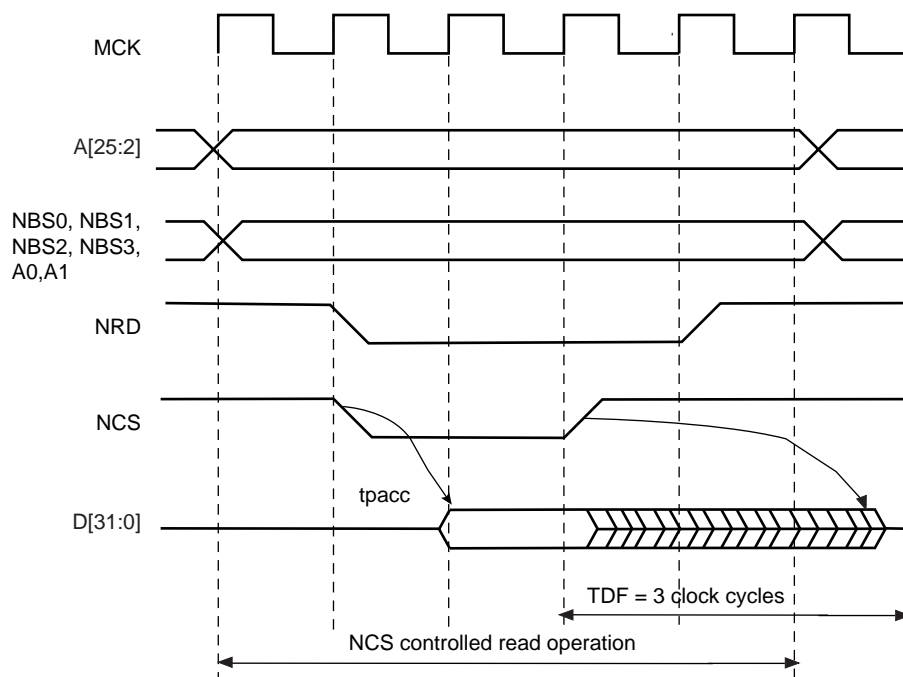 MCK
A[25:2]
NBS0, NBS1,
NBS2, NBS3,
A0,A1
NRD
NCS
tpacc
D[31:0]
TDF = 3 clock cycles
NCS controlled read operation